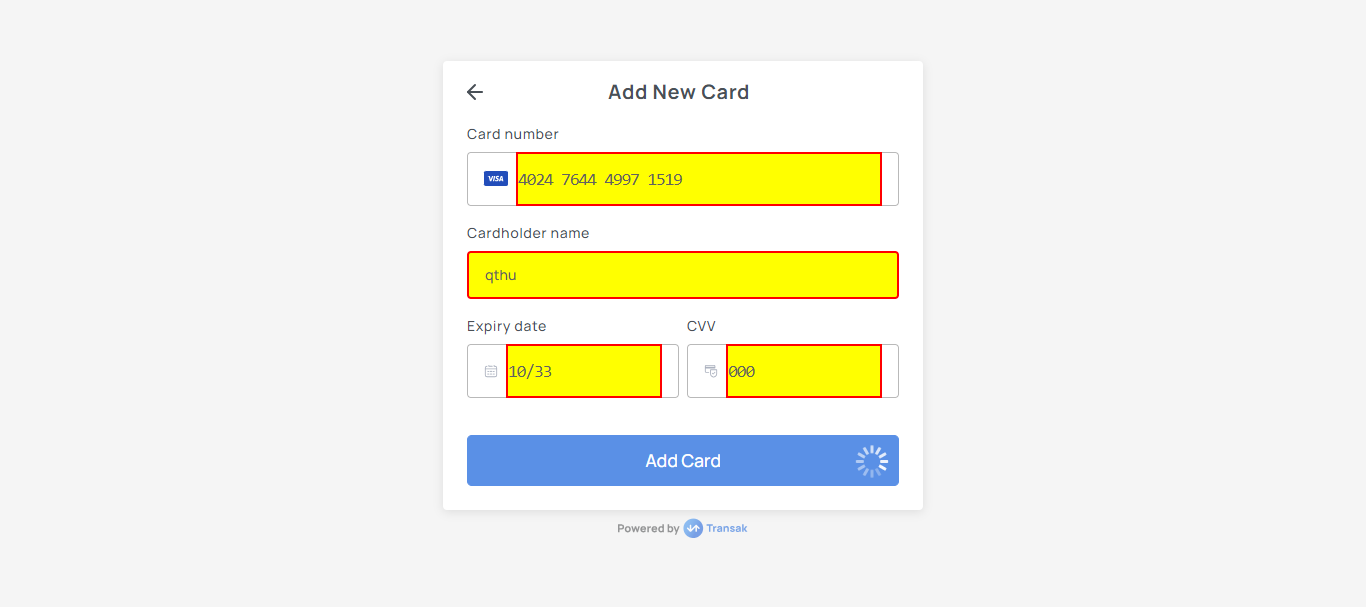 Add New Card
Card number
VISA 4024 7644 4997 1519
Cardholder name
qthu
Expiry date CVV
10/33 000
Add Card
Powered by Transak